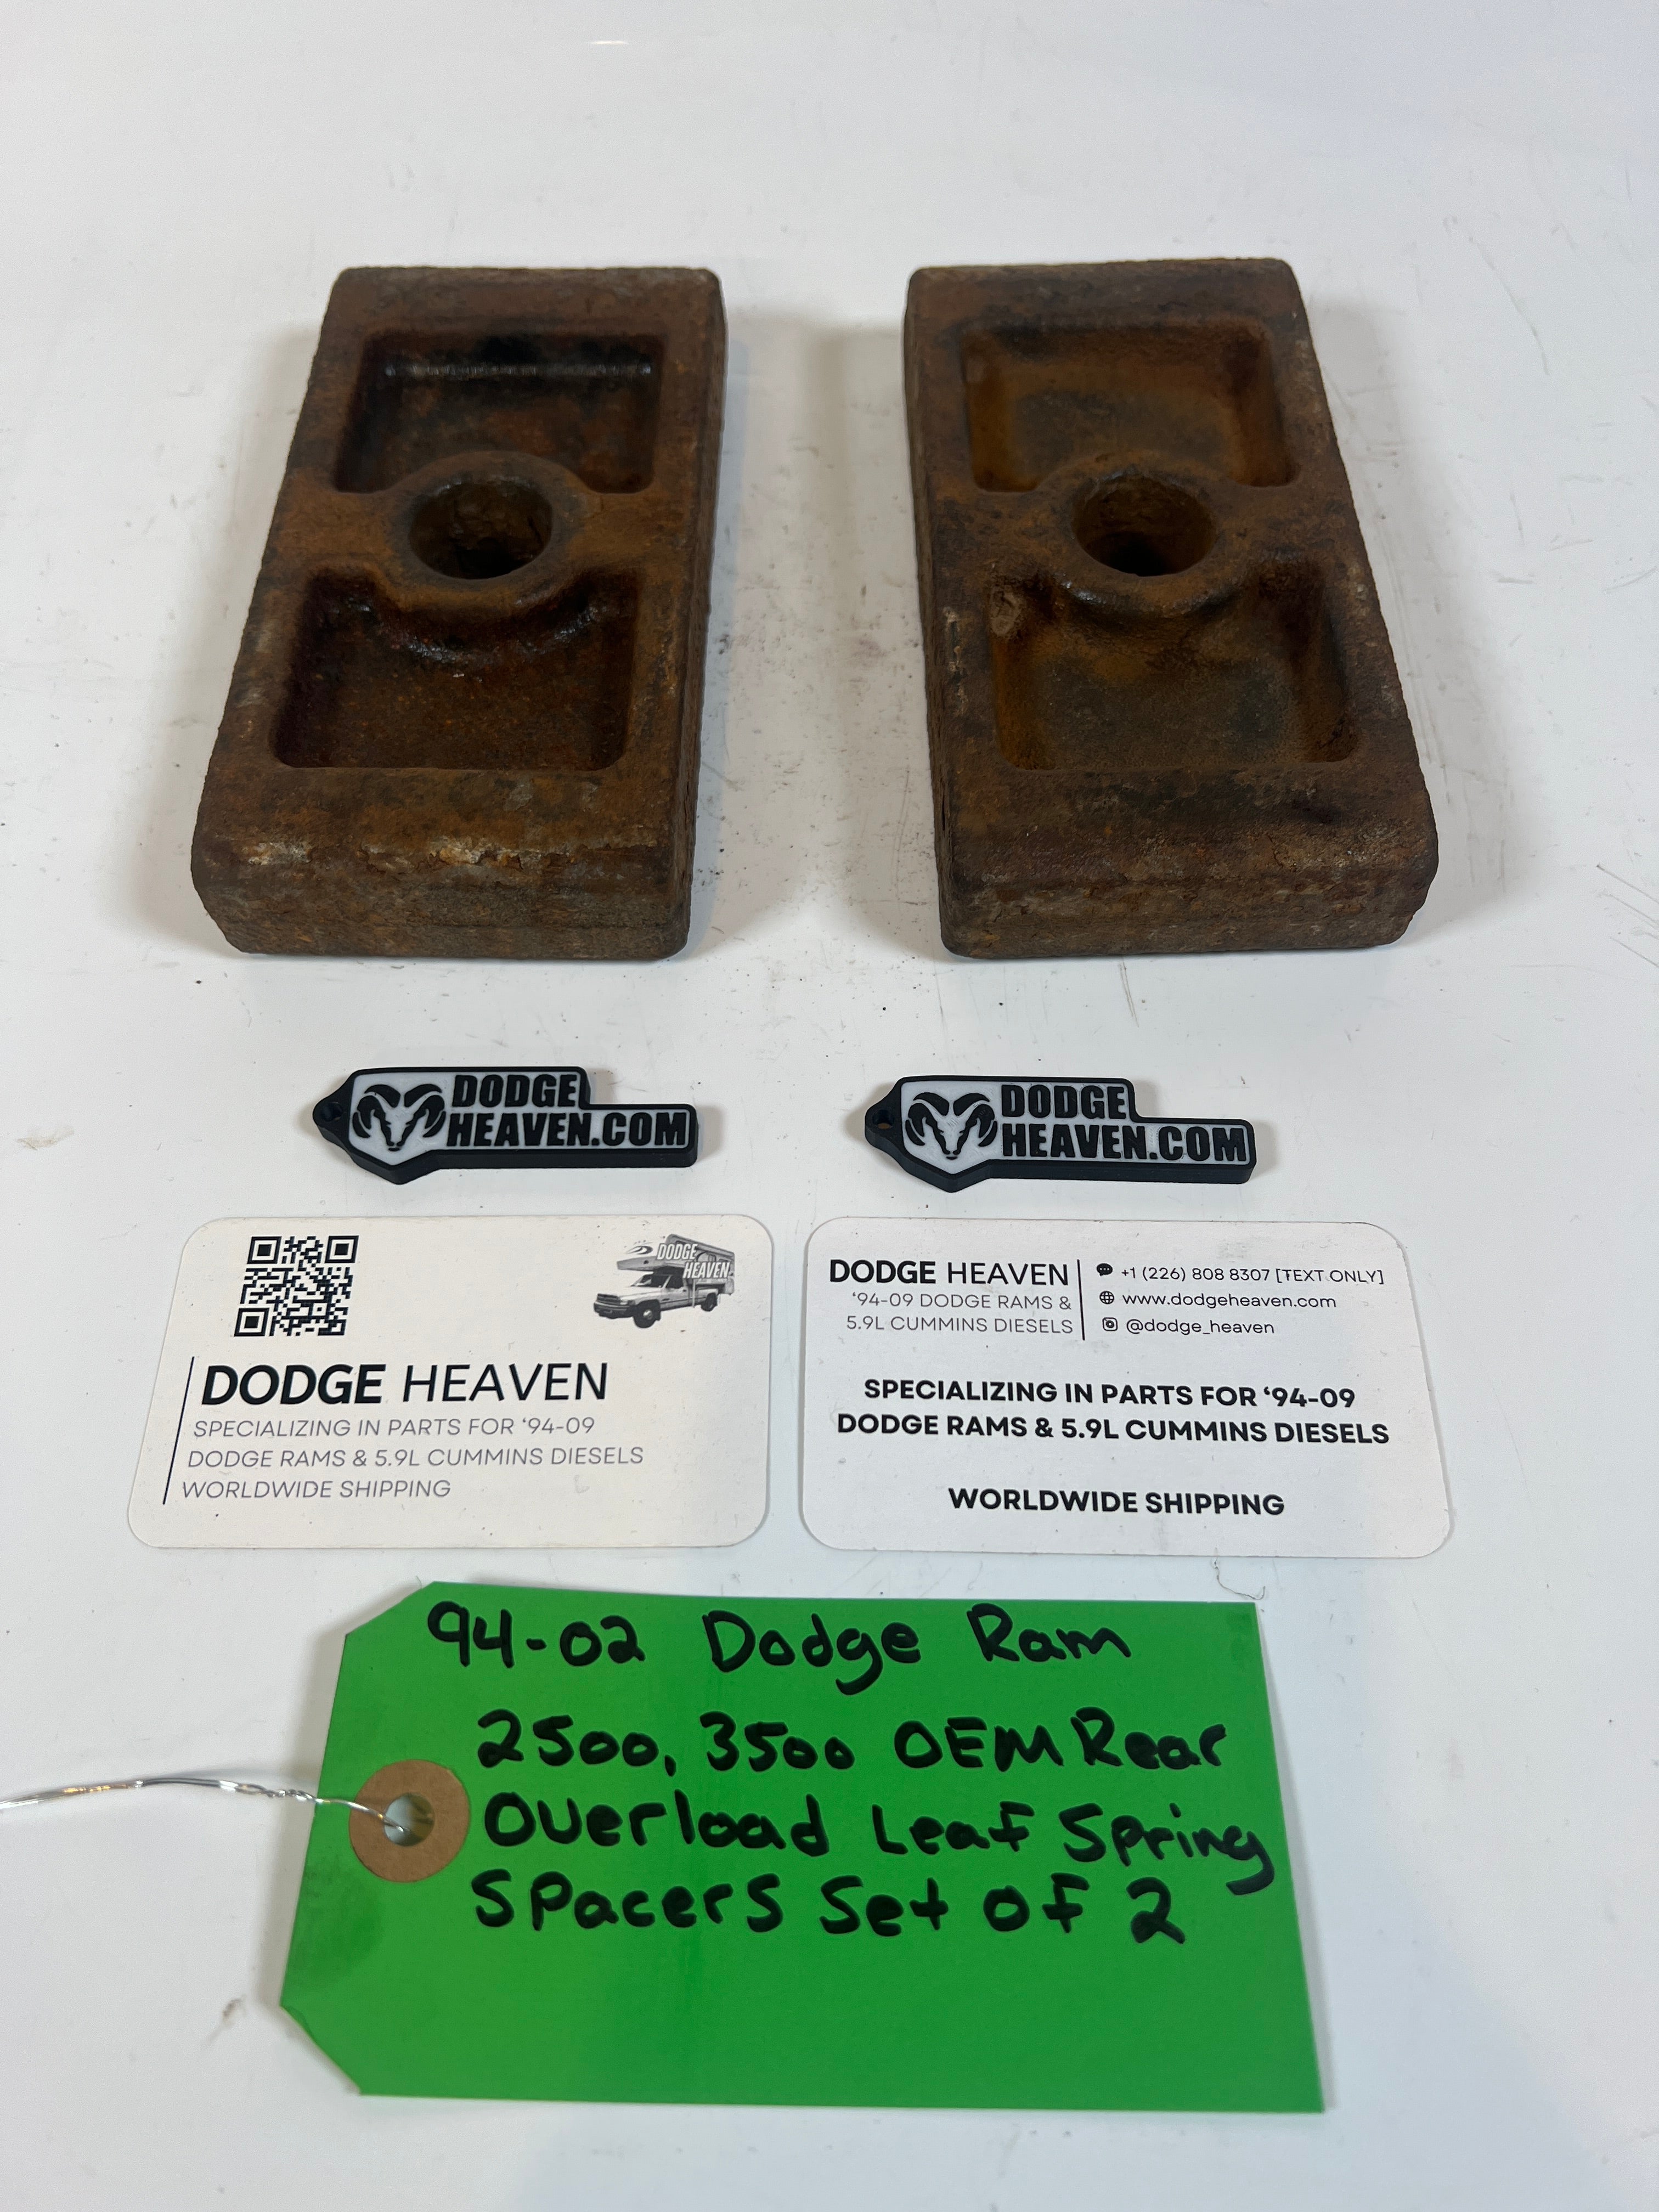 DODGE
HEAVEN.COM
DODGE
HEAVEN.COM
DODGE
HEAVEN
DODGE HEAVEN
SPECIALIZING IN PARTS FOR ‘94-09
DODGE RAMS & 5.9L CUMMINS DIESELS
WORLDWIDE SHIPPING
DODGE HEAVEN
‘94-09 DODGE RAMS &
5.9L CUMMINS DIESELS
+1 (226) 808 8307 [TEXT ONLY]
www.dodgeheaven.com
@dodge_heaven
SPECIALIZING IN PARTS FOR ‘94-09
DODGE RAMS & 5.9L CUMMINS DIESELS
WORLDWIDE SHIPPING
94-02 Dodge Ram
2500, 3500 OEM Rear
Overload Leaf Spring
Spacers Set of 2